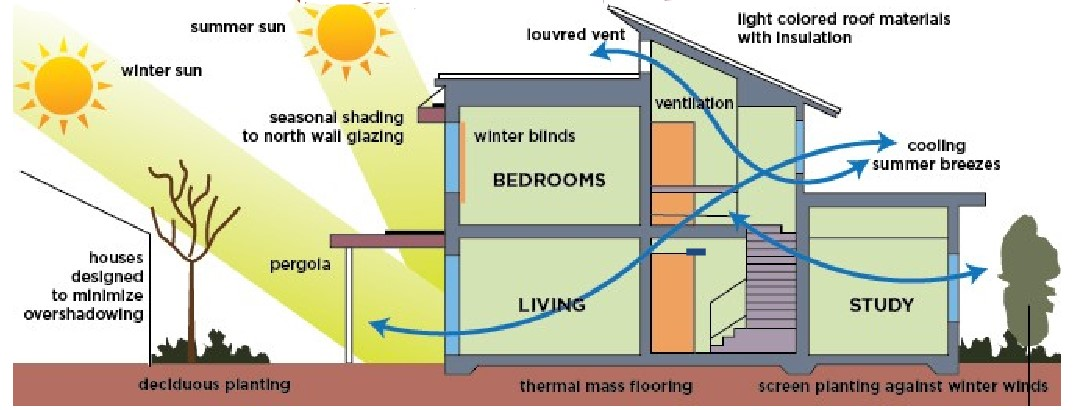 summer sun
winter sun
louvred vent
light colored roof materials
with insulation
seasonal shading
to north wall glazing
ventilation
winter blinds
cooling
summer breezes
BEDROOMS
houses
designed
to minimize
overshadowing
pergola
LIVING
STUDY
deciduous planting
thermal mass flooring
screen planting against winter winds